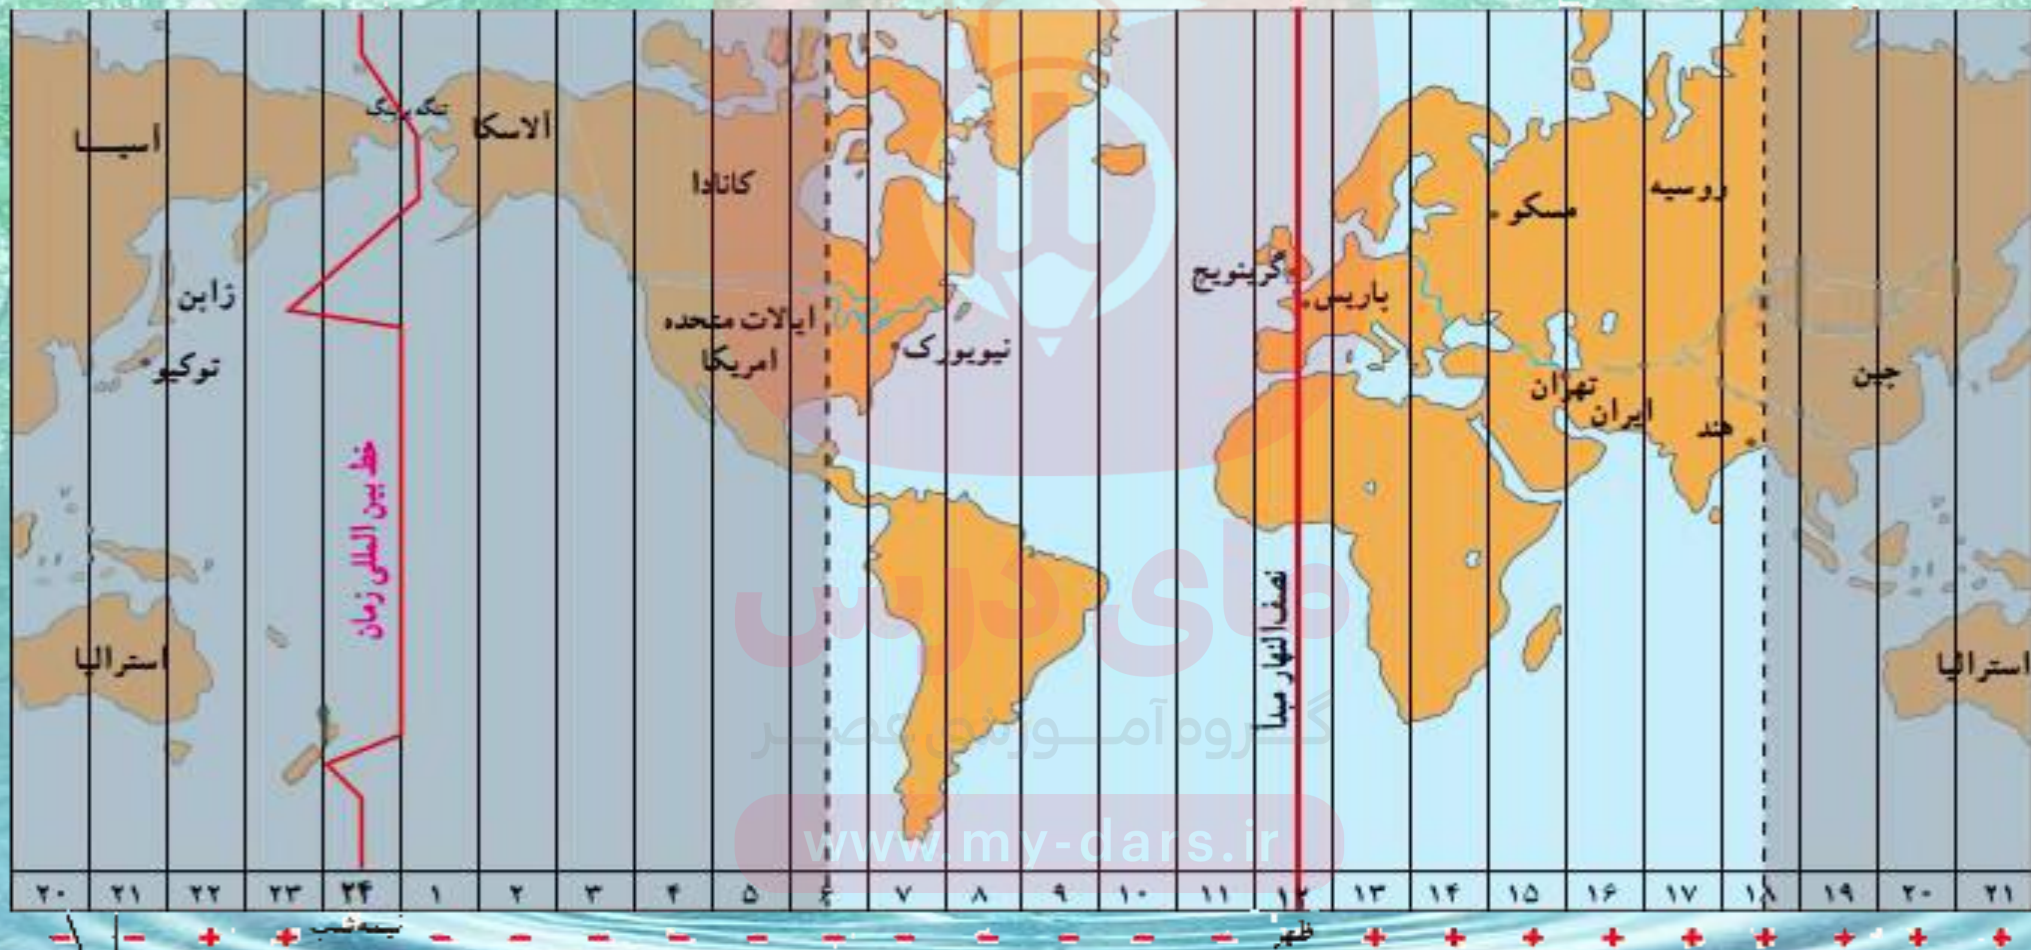 تنگه برینگ
آلاسکا
آسیا
کانادا
روسیه
مسکو
گرینویچ
پاریس
ژاپن
ایالات متحده
امریکا
نیویورک
توکیو
چین
تهران
ایران
هند
خط بین المللی زمان
نصف‌النهار مبدأ
استرالیا
استرالیا
مای درس
گروه آموزشی عصر
www.my-dars.ir
۲۰ ۲۱ ۲۲ ۲۳ ۲۴ ۱ ۲ ۳ ۴ ۵ ۶ ۷ ۸ ۹ ۱۰ ۱۱ ۱۲ ۱۳ ۱۴ ۱۵ ۱۶ ۱۷ ۱۸ ۱۹ ۲۰ ۲۱
− − + + نیمه‌شب − − − − − − − − − − − ظهر + + + + + + + + +